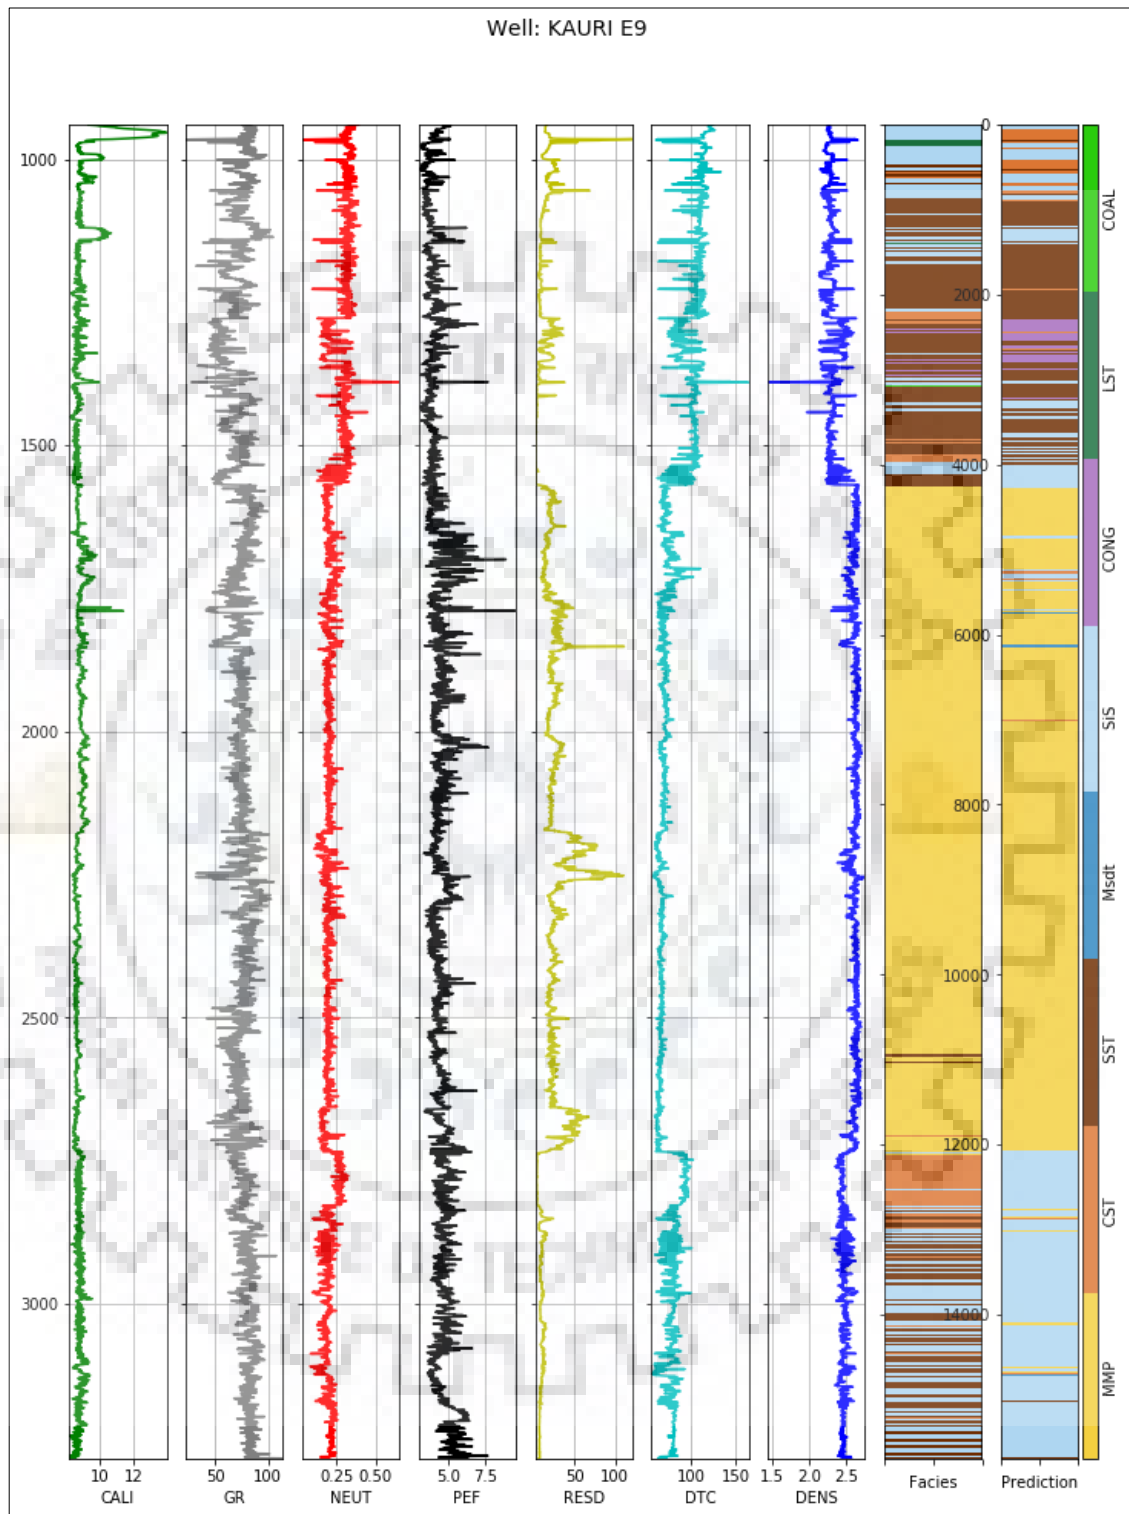 Well: KAURI E9
1000
1500
2000
2500
3000
0
2000
4000
6000
8000
10000
12000
14000
COAL
LST
CONG
SiS
Msdt
SST
CST
MMP
10 12
50 100
0.25 0.50
5.0 7.5
50 100
100 150
1.5 2.0 2.5
CALI
GR
NEUT
PEF
RESD
DTC
DENS
Facies
Prediction